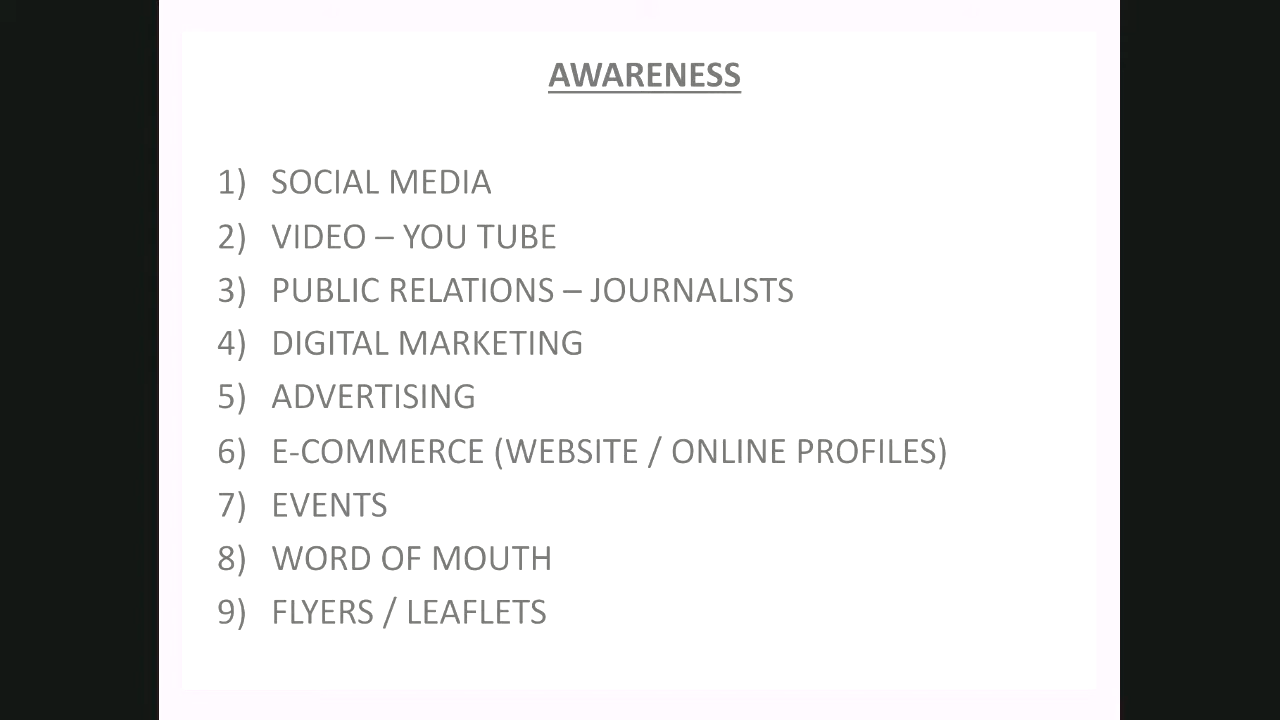 AWARENESS
1) SOCIAL MEDIA
2) VIDEO – YOU TUBE
3) PUBLIC RELATIONS – JOURNALISTS
4) DIGITAL MARKETING
5) ADVERTISING
6) E-COMMERCE (WEBSITE / ONLINE PROFILES)
7) EVENTS
8) WORD OF MOUTH
9) FLYERS / LEAFLETS